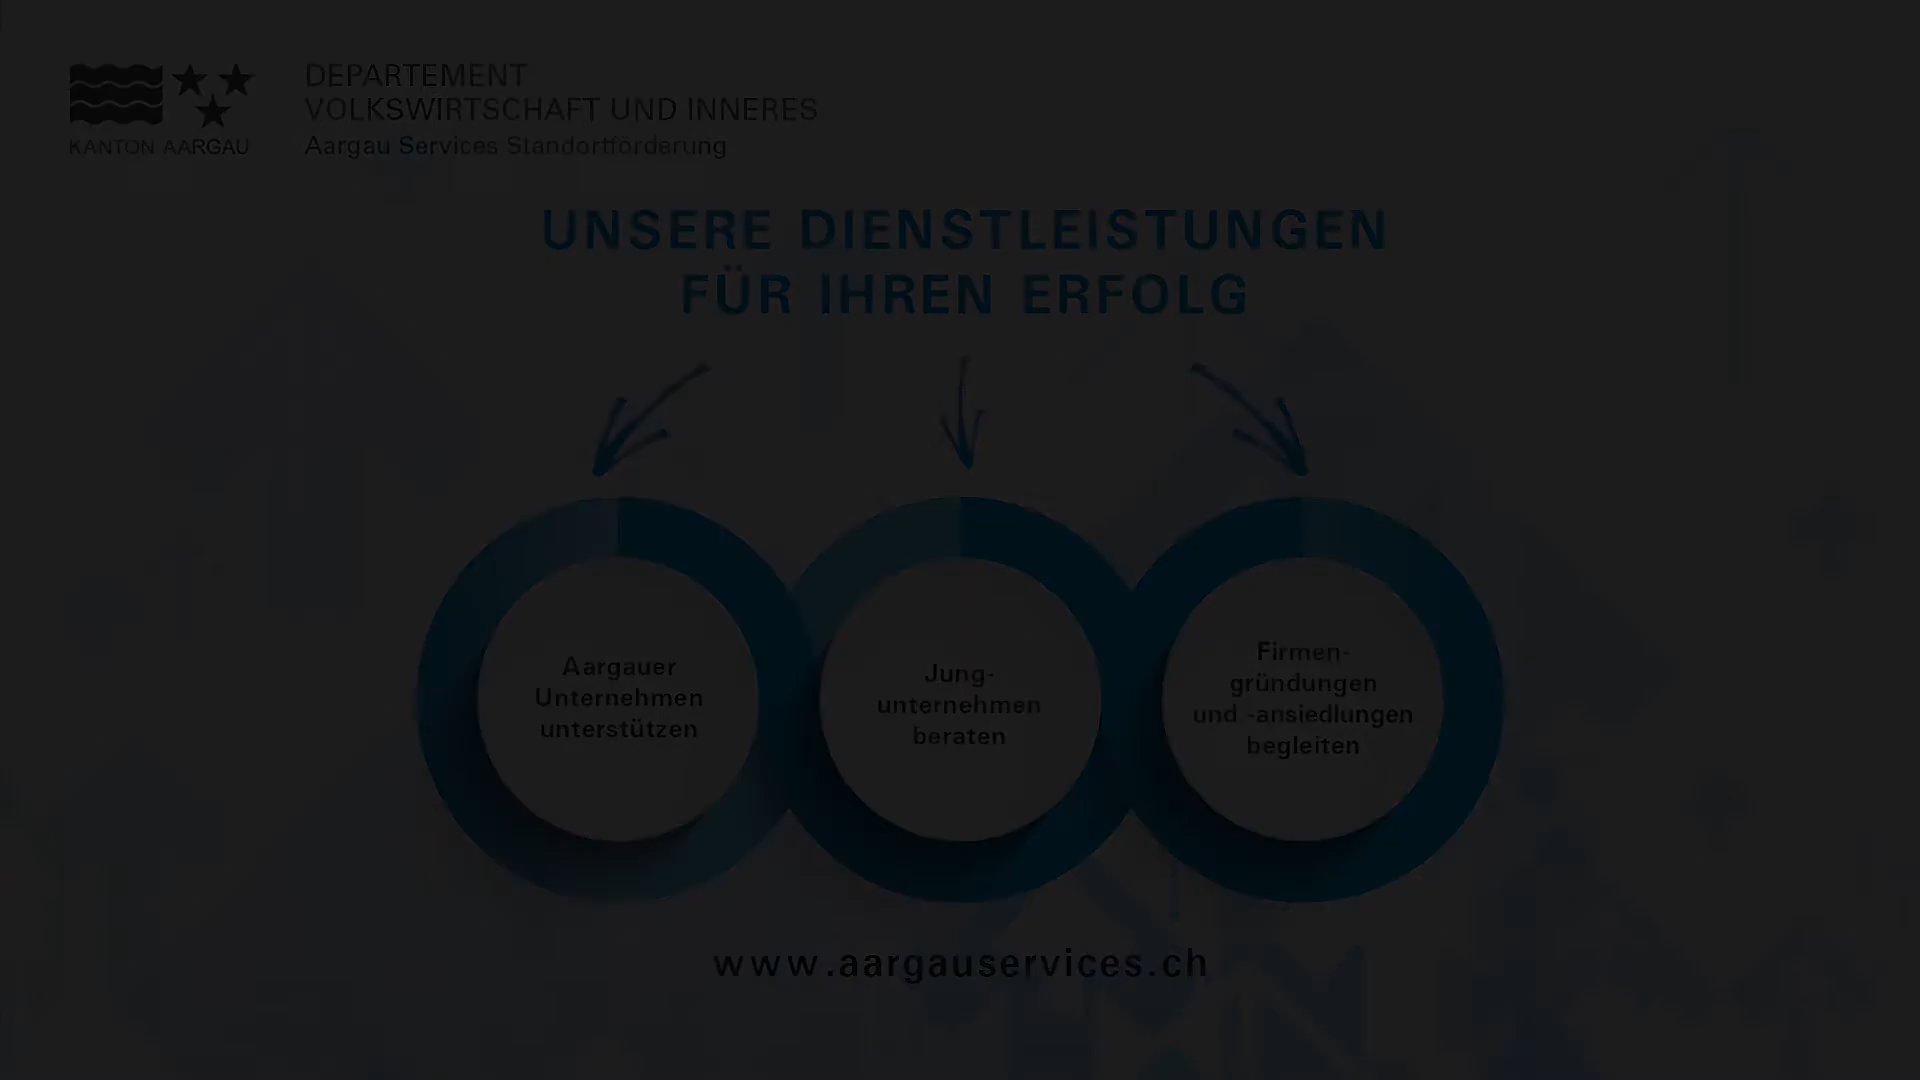 KANTON AARGAU
DEPARTEMENT
VOLKSWIRTSCHAFT UND INNERES
Aargau Services Standortförderung
UNSERE DIENSTLEISTUNGEN
FÜR IHREN ERFOLG
Aargauer
Unternehmen
unterstützen
Jung-
unternehmen
beraten
Firmen-
gründungen
und -ansiedlungen
begleiten
www.aargauservices.ch